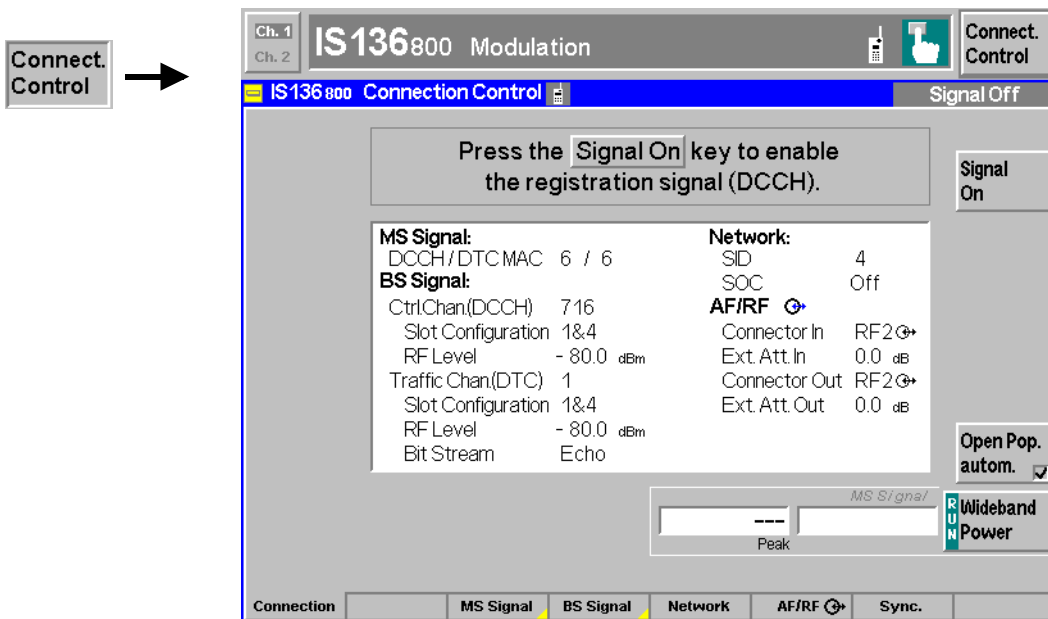 Connect.
Control
Ch. 1
Ch. 2
IS136 800 Modulation
Connect.
Control
IS136 800 Connection Control
Signal Off
Press the Signal On key to enable
the registration signal (DCCH).
Signal
On
MS Signal:
DCCH / DTC MAC 6 / 6
BS Signal:
Ctrl.Chan.(DCCH) 716
Slot Configuration 1&4
RF Level - 80.0 dBm
Traffic Chan.(DTC) 1
Slot Configuration 1&4
RF Level - 80.0 dBm
Bit Stream Echo
Network:
SID 4
SOC Off
AF/RF
Connector In RF2
Ext. Att. In 0.0 dB
Connector Out RF2
Ext. Att. Out 0.0 dB
Open Pop.
autom.
MS Signal
---
Peak
RUN
Wideband
Power
Connection
MS Signal
BS Signal
Network
AF/RF
Sync.